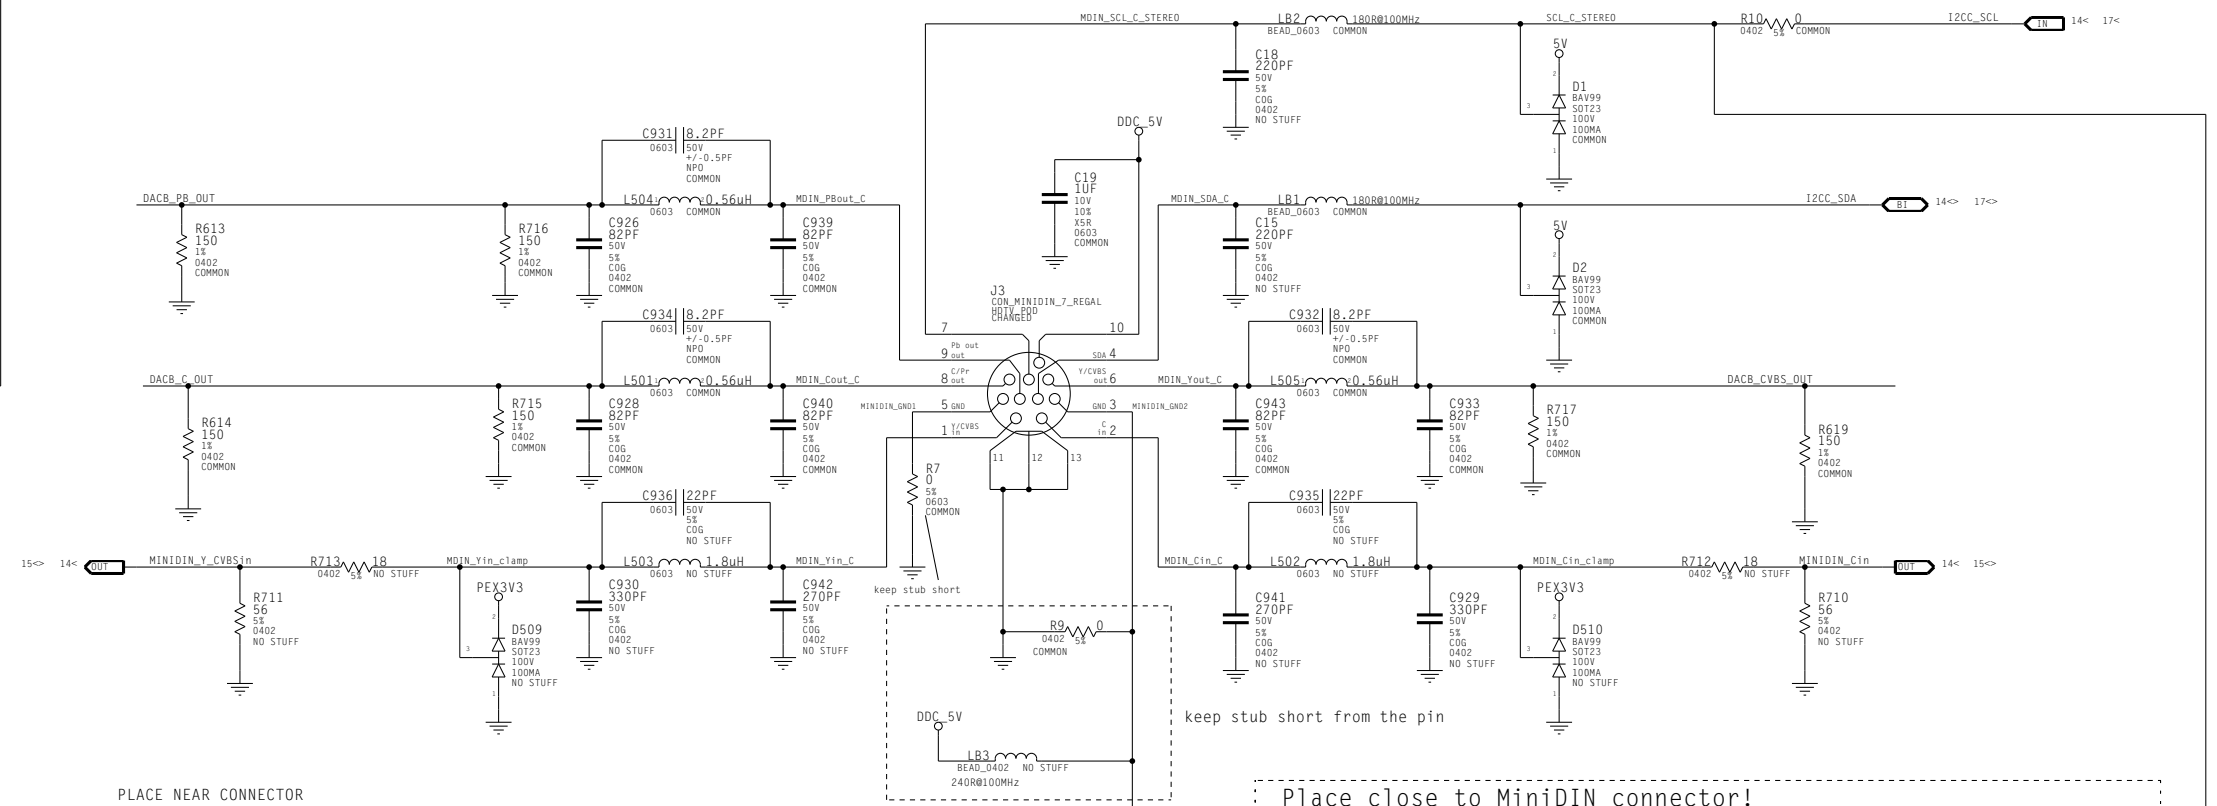 MDIN_SCL_C_STEREO
LB2 180R@100MHz
BEAD_0603 COMMON
SCL_C_STEREO
R10 0
0402 5% COMMON
I2CC_SCL
IN
14< 17<
C18
220PF
50V
5%
COG
0402
NO STUFF
5V
2
3
1
D1
BAV99
SOT23
100V
100MA
COMMON
DDC_5V
C19
1UF
10V
10%
X5R
0603
COMMON
C931 8.2PF
0603 50V
+/-0.5PF
NPO
COMMON
DACB_PB_OUT
L504 1 2 0.56uH
0603 COMMON
MDIN_PBout_C
R613
150
1%
0402
COMMON
R716
150
1%
0402
COMMON
C926
82PF
50V
5%
COG
0402
COMMON
C939
82PF
50V
5%
COG
0402
COMMON
MDIN_SDA_C
LB1 180R@100MHz
BEAD_0603 COMMON
I2CC_SDA
BI
14<> 17<>
C15
220PF
50V
5%
COG
0402
NO STUFF
5V
2
3
1
D2
BAV99
SOT23
100V
100MA
COMMON
J3
CON_MINIDIN_7_REGAL
HDTV_POD
CHANGED
7
10
9 Pb out
out
SDA 4
8 C/Pr
out
Y/CVBS
out 6
MINIDIN_GND1
5 GND
GND 3
MINIDIN_GND2
1 Y/CVBS
in
C
in 2
11 12 13
C934 8.2PF
0603 50V
+/-0.5PF
NPO
COMMON
DACB_C_OUT
L501 1 2 0.56uH
0603 COMMON
MDIN_Cout_C
R614
150
1%
0402
COMMON
R715
150
1%
0402
COMMON
C928
82PF
50V
5%
COG
0402
COMMON
C940
82PF
50V
5%
COG
0402
COMMON
C932 8.2PF
0603 50V
+/-0.5PF
NPO
COMMON
MDIN_Yout_C
L505 1 2 0.56uH
0603 COMMON
DACB_CVBS_OUT
C943
82PF
50V
5%
COG
0402
COMMON
C933
82PF
50V
5%
COG
0402
COMMON
R717
150
1%
0402
COMMON
R619
150
1%
0402
COMMON
R7
0
5%
0603
COMMON
keep stub short
C936 22PF
0603 50V
5%
COG
NO STUFF
15<> 14<
OUT
MINIDIN_Y_CVBSin
R713 18
0402 5% NO STUFF
MDIN_Yin_clamp
L503 1.8uH
0603 NO STUFF
MDIN_Yin_C
R711
56
5%
0402
NO STUFF
PEX3V3
2
3
1
D509
BAV99
SOT23
100V
100MA
NO STUFF
C930
330PF
50V
5%
COG
0402
NO STUFF
C942
270PF
50V
5%
COG
0402
NO STUFF
C935 22PF
0603 50V
5%
COG
NO STUFF
MDIN_Cin_C
L502 1.8uH
0603 NO STUFF
MDIN_Cin_clamp
R712 18
0402 5% NO STUFF
MINIDIN_Cin
OUT
14< 15<>
C941
270PF
50V
5%
COG
0402
NO STUFF
C929
330PF
50V
5%
COG
0402
NO STUFF
PEX3V3
2
3
1
D510
BAV99
SOT23
100V
100MA
NO STUFF
R710
56
5%
0402
NO STUFF
R9 0
0402 5%
COMMON
DDC_5V
LB3
BEAD_0402 NO STUFF
240R@100MHz
keep stub short from the pin
PLACE NEAR CONNECTOR
Place close to MiniDIN connector!